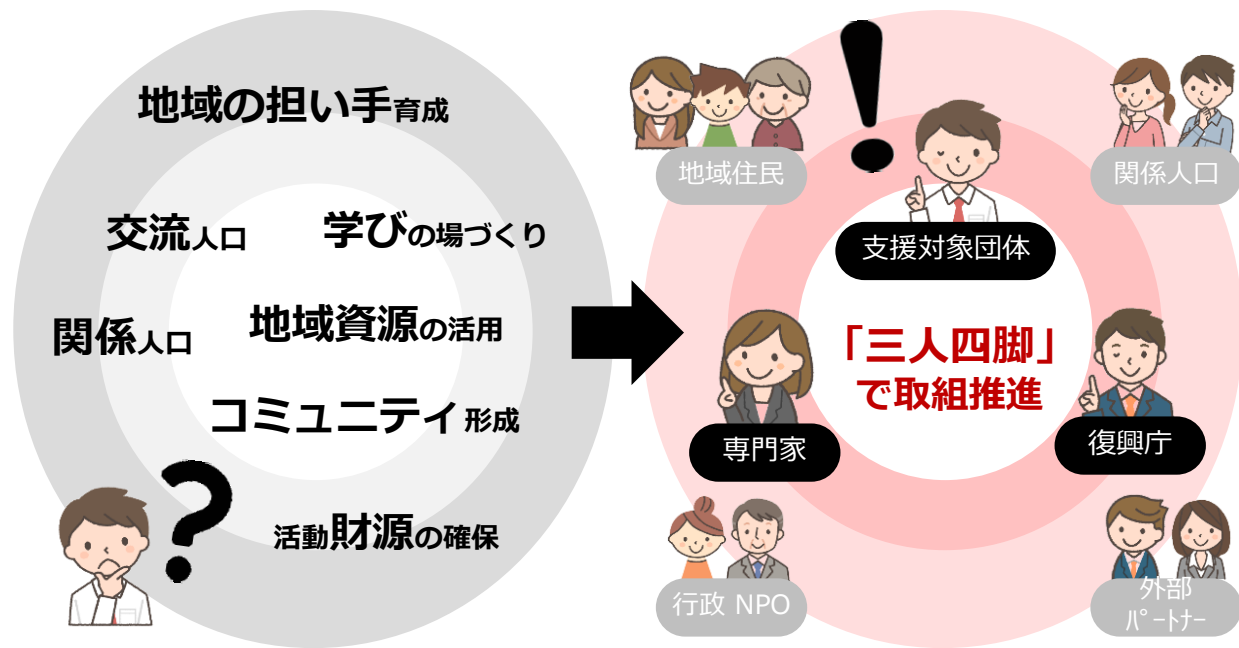 地域の担い手育成
交流人口
学びの場づくり
関係人口
地域資源の活用
コミュニティ形成
?
活動財源の確保
!
地域住民
関係人口
支援対象団体
「三人四脚」
で取組推進
専門家
復興庁
行政 NPO
外部
ﾊﾟｰﾄﾅｰ